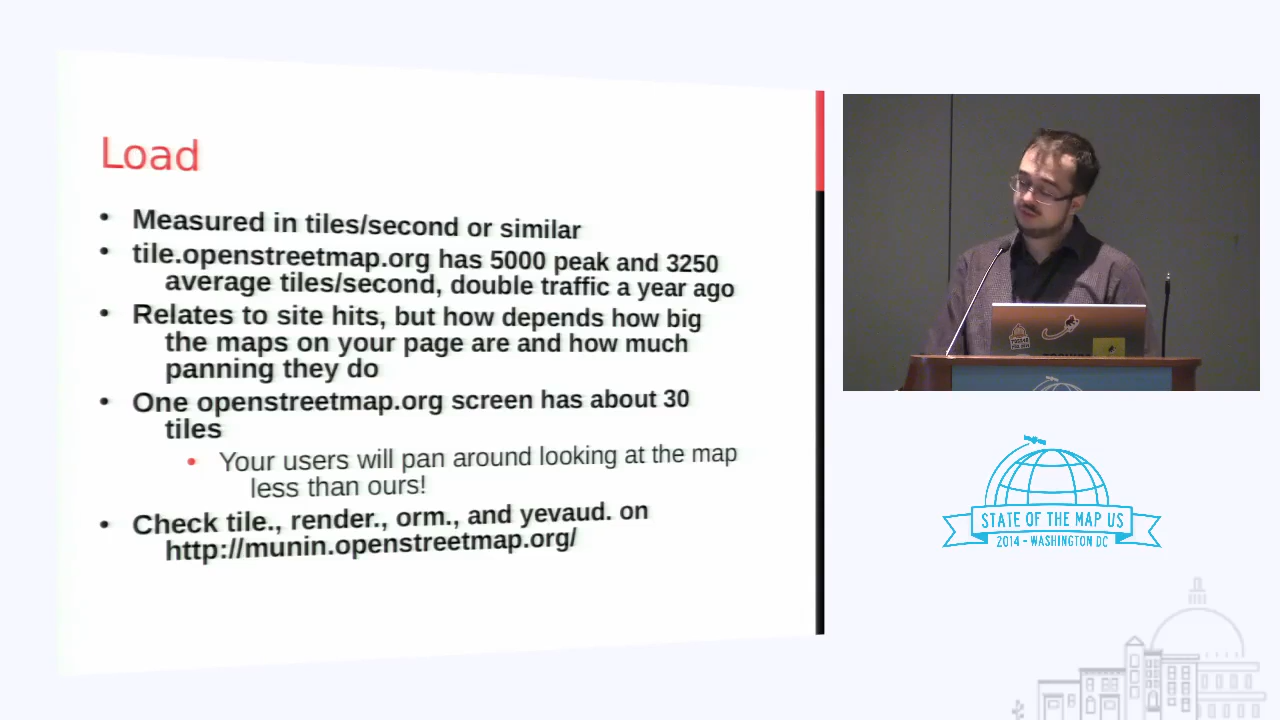 Load
• Measured in tiles/second or similar
• tile.openstreetmap.org has 5000 peak and 3250
average tiles/second, double traffic a year ago
• Relates to site hits, but how depends how big
the maps on your page are and how much
panning they do
• One openstreetmap.org screen has about 30
tiles
• Your users will pan around looking at the map
less than ours!
• Check tile., render., orm., and yevaud. on
http://munin.openstreetmap.org/
STATE OF THE MAP US
2014 - WASHINGTON DC